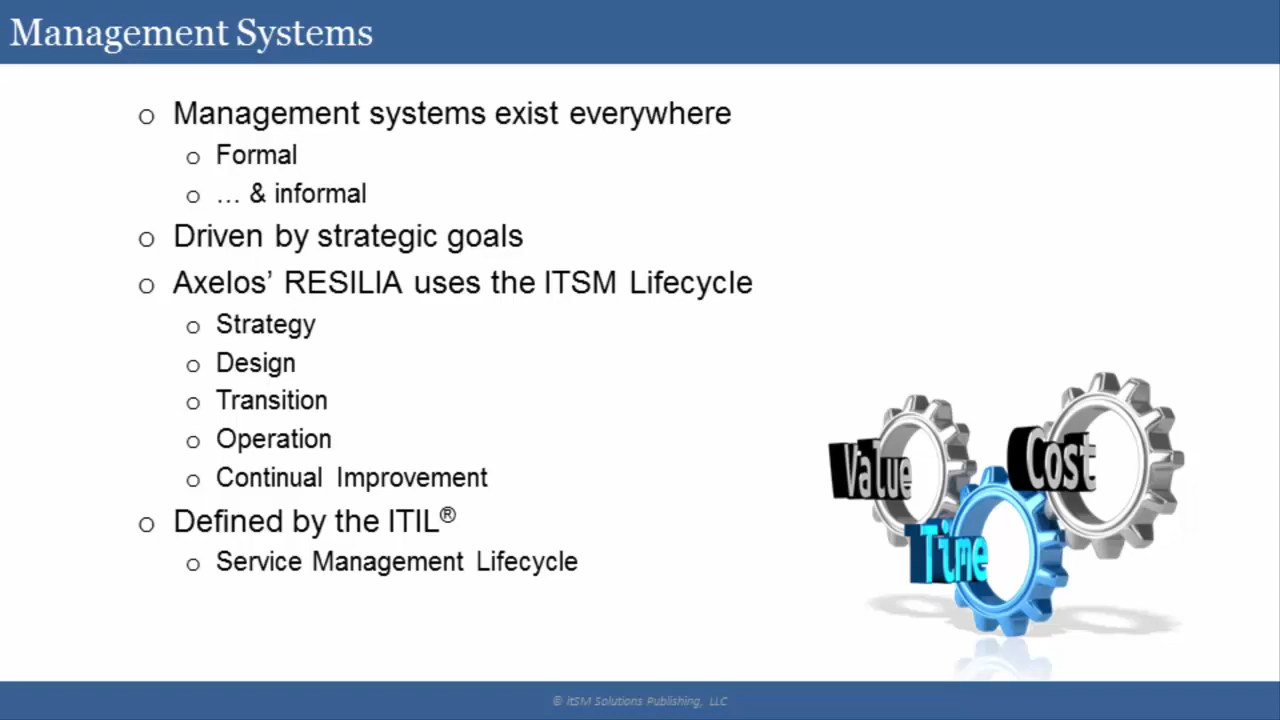 Management Systems
o Management systems exist everywhere
o Formal
o … & informal
o Driven by strategic goals
o Axelos’ RESILIA uses the ITSM Lifecycle
o Strategy
o Design
o Transition
o Operation
o Continual Improvement
o Defined by the ITIL®
o Service Management Lifecycle
Value
Cost
Time
© itSM Solutions Publishing, LLC